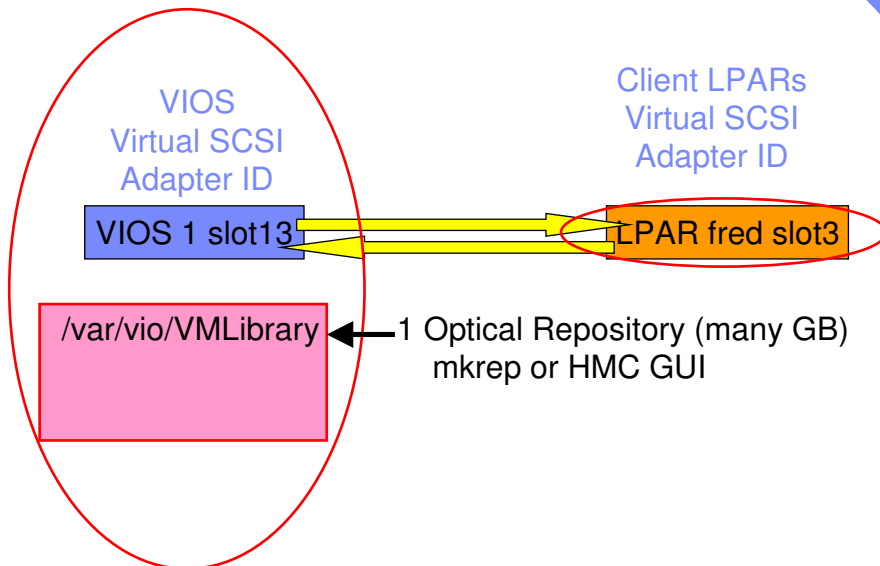 VIOS
Virtual SCSI
Adapter ID
Client LPARs
Virtual SCSI
Adapter ID
VIOS 1 slot13
LPAR fred slot3
/var/vio/VMLibrary
1 Optical Repository (many GB)
mkrep or HMC GUI